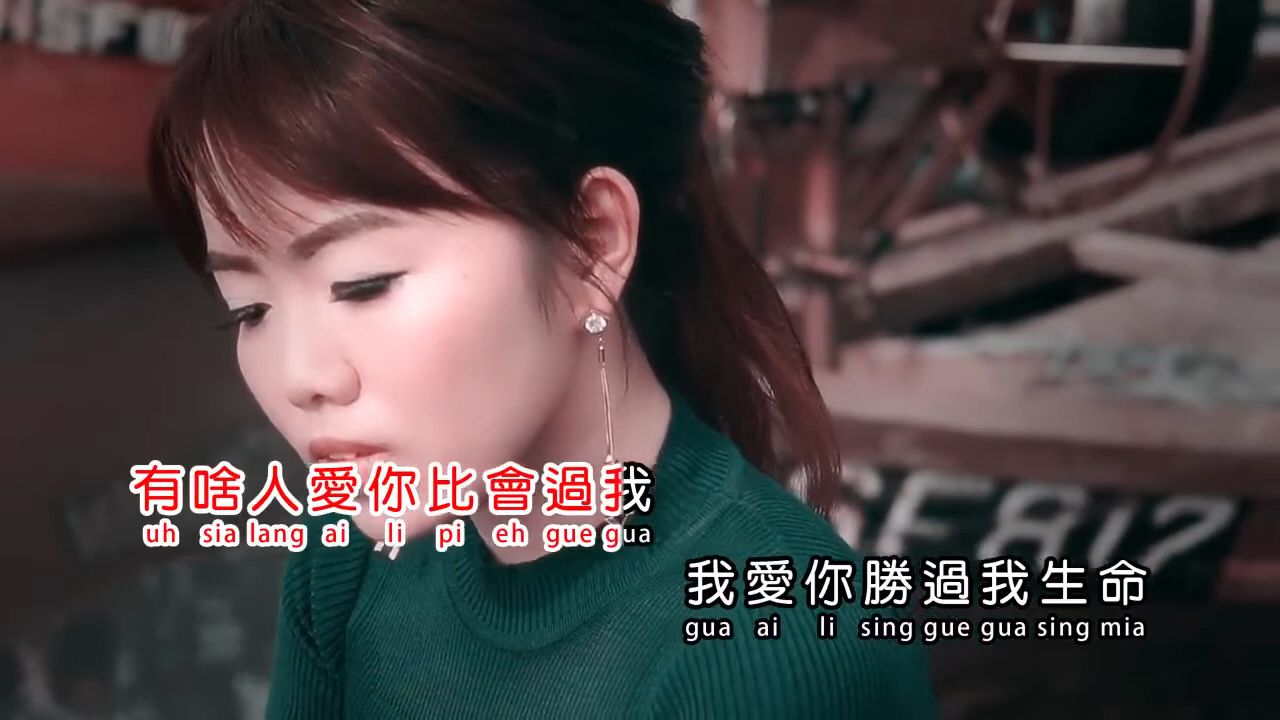 有啥人愛你比會過我
uh sia lang ai li pi eh gue gua
我愛你勝過我生命
gua ai li sing gue gua sing mia